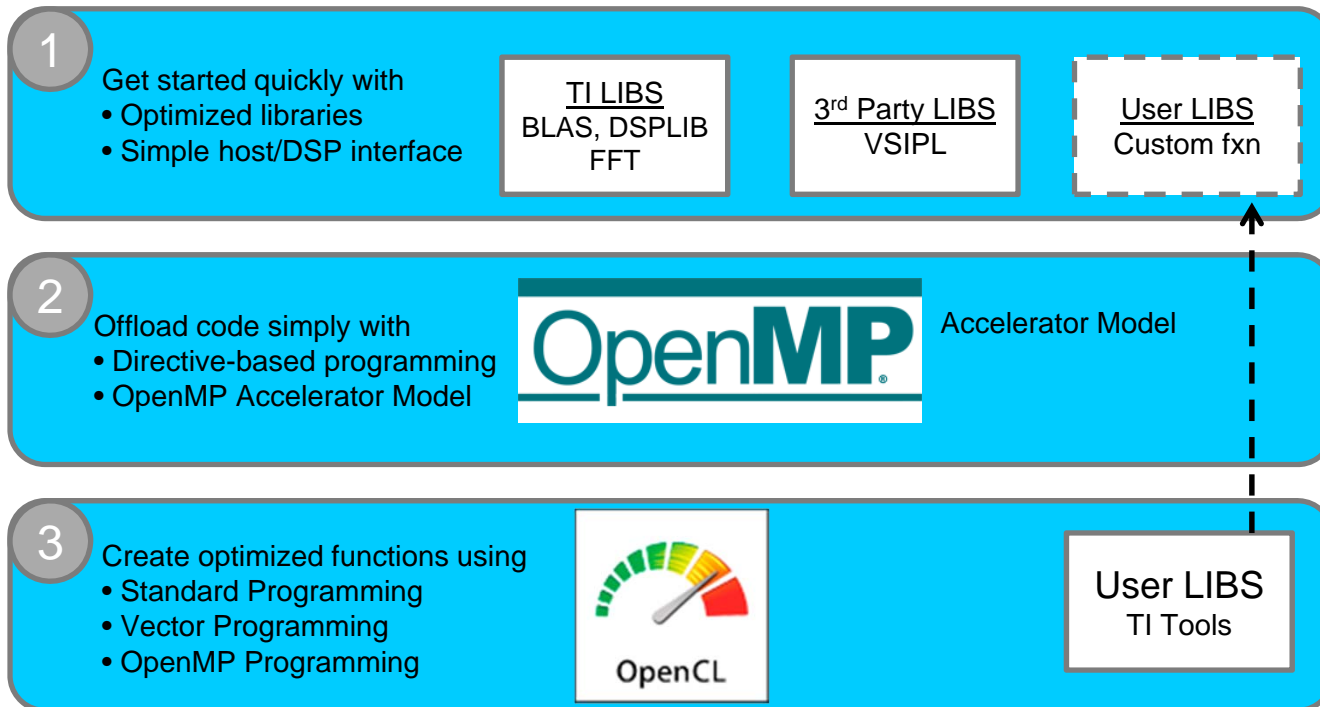 1
Get started quickly with
• Optimized libraries
• Simple host/DSP interface
TI LIBS
BLAS, DSPLIB
FFT
3rd Party LIBS
VSIPL
User LIBS
Custom fxn
2
Offload code simply with
• Directive-based programming
• OpenMP Accelerator Model
OpenMP®
Accelerator Model
3
Create optimized functions using
• Standard Programming
• Vector Programming
• OpenMP Programming
OpenCL
User LIBS
TI Tools